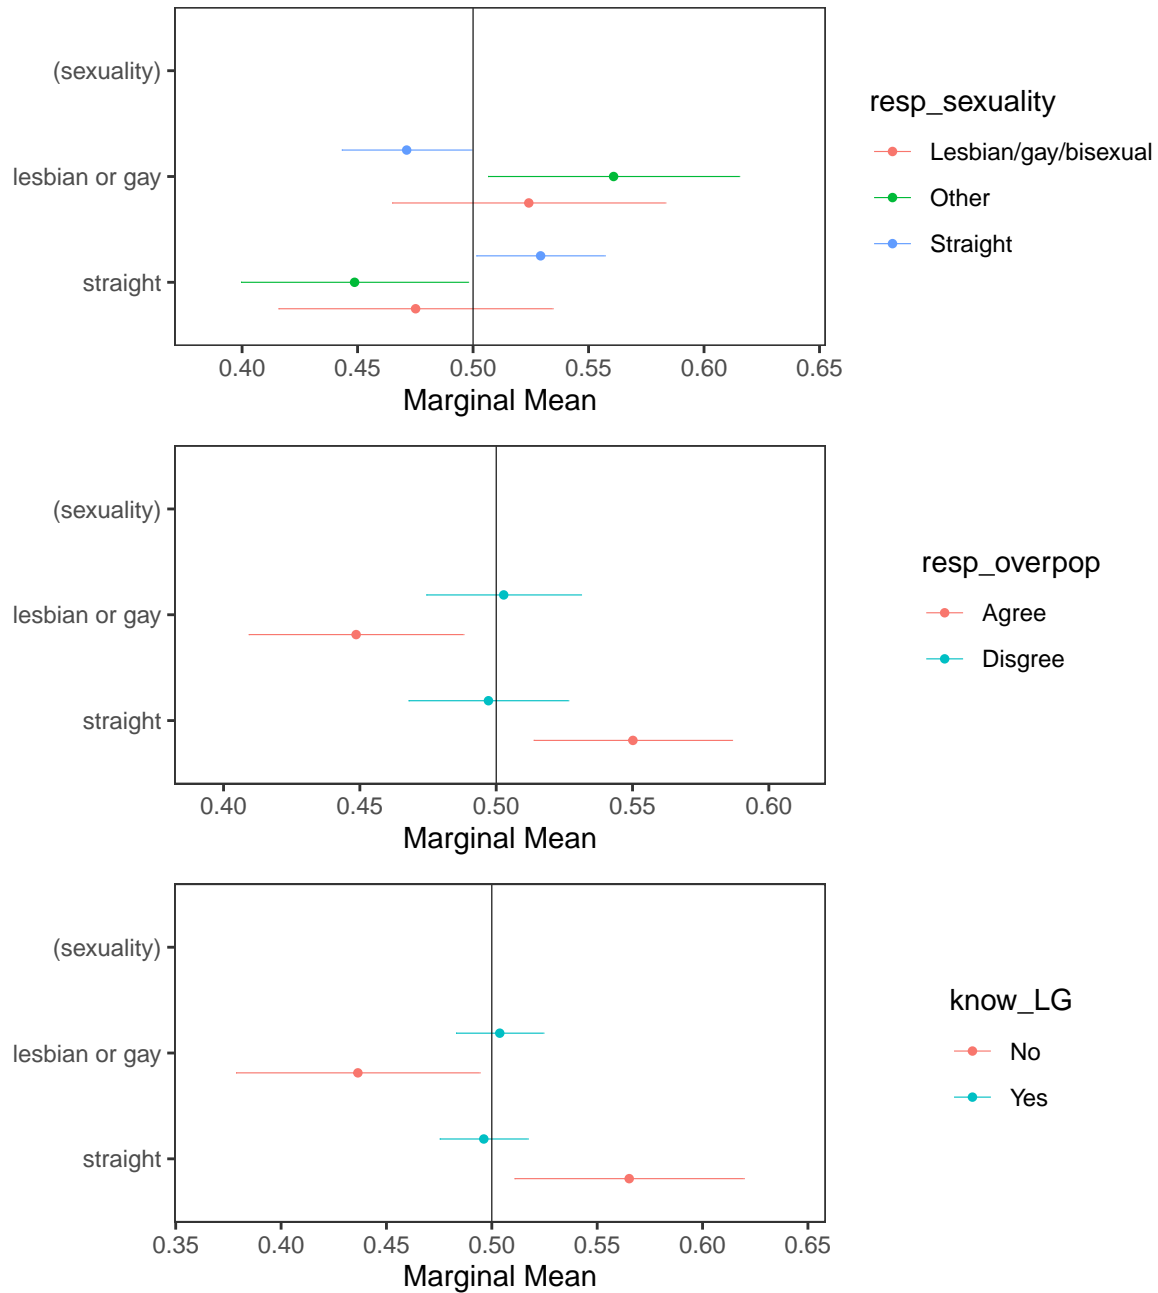 (sexuality)
lesbian or gay
straight
0.40 0.45 0.50 0.55 0.60 0.65
Marginal Mean
resp_sexuality
Lesbian/gay/bisexual
Other
Straight
(sexuality)
lesbian or gay
straight
0.40 0.45 0.50 0.55 0.60
Marginal Mean
resp_overpop
Agree
Disgree
(sexuality)
lesbian or gay
straight
0.35 0.40 0.45 0.50 0.55 0.60 0.65
Marginal Mean
know_LG
No
Yes